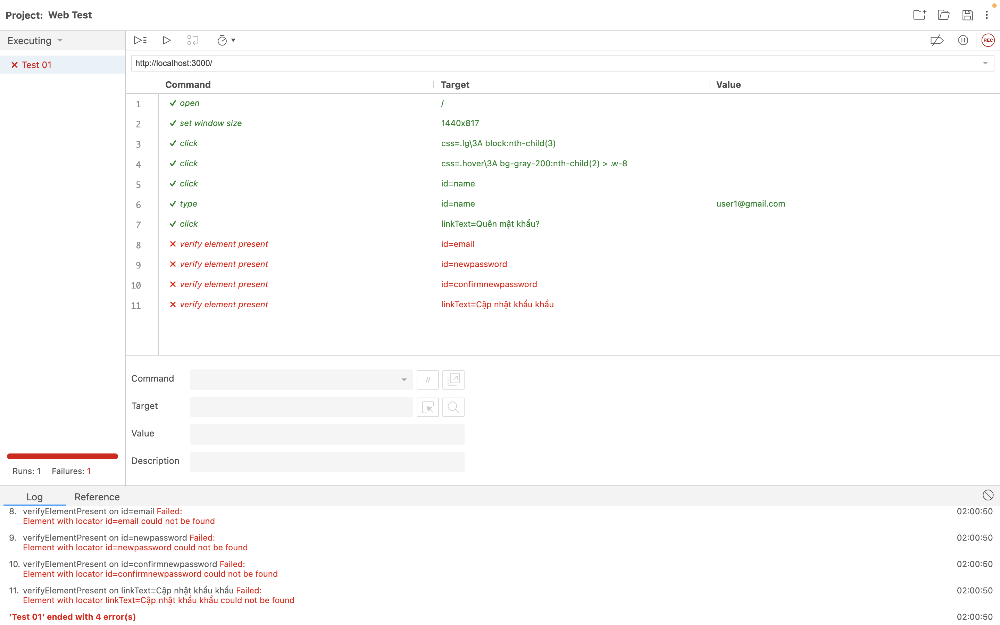 Project: Web Test
Executing
Test 01
REC
http://localhost:3000/
Command Target Value
1 open /
2 set window size 1440x817
3 click css=.lg\3A block:nth-child(3)
4 click css=.hover\3A bg-gray-200:nth-child(2) > .w-8
5 click id=name
6 type id=name user1@gmail.com
7 click linkText=Quên mật khẩu?
8 verify element present id=email
9 verify element present id=newpassword
10 verify element present id=confirmnewpassword
11 verify element present linkText=Cập nhật khẩu khẩu
Command //
Target
Value
Description
Runs: 1 Failures: 1
Log Reference
8. verifyElementPresent on id=email Failed: 02:00:50
Element with locator id=email could not be found
9. verifyElementPresent on id=newpassword Failed: 02:00:50
Element with locator id=newpassword could not be found
10. verifyElementPresent on id=confirmnewpassword Failed: 02:00:50
Element with locator id=confirmnewpassword could not be found
11. verifyElementPresent on linkText=Cập nhật khẩu khẩu Failed: 02:00:50
Element with locator linkText=Cập nhật khẩu khẩu could not be found
'Test 01' ended with 4 error(s) 02:00:50